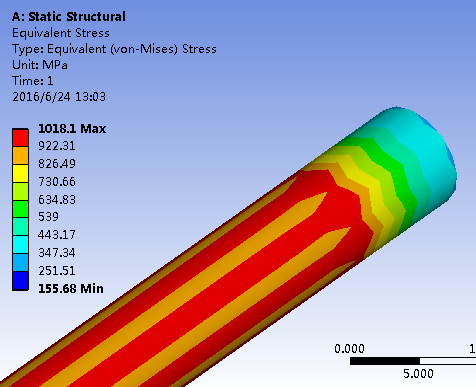 A: Static Structural
Equivalent Stress
Type: Equivalent (von-Mises) Stress
Unit: MPa
Time: 1
2016/6/24 13:03
1018.1 Max
922.31
826.49
730.66
634.83
539
443.17
347.34
251.51
155.68 Min
0.000
1
5.000